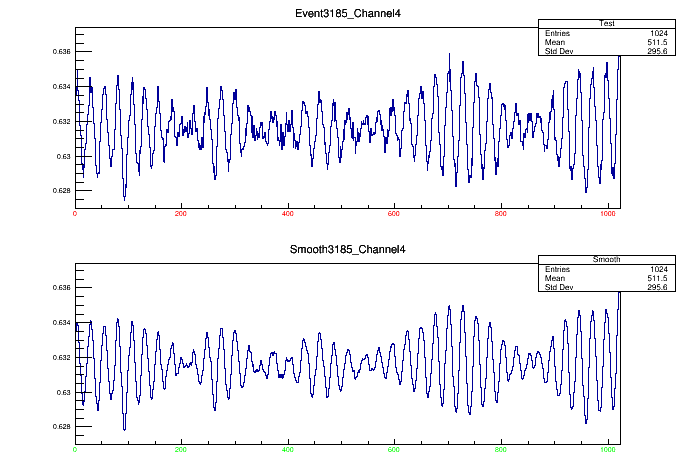 Event3185_Channel4
Test
Entries 1024
Mean 511.5
Std Dev 295.6
0.636
0.634
0.632
0.63
0.628
0 200 400 600 800 1000
Smooth3185_Channel4
Smooth
Entries 1024
Mean 511.5
Std Dev 295.6
0.636
0.634
0.632
0.63
0.628
0 200 400 600 800 1000